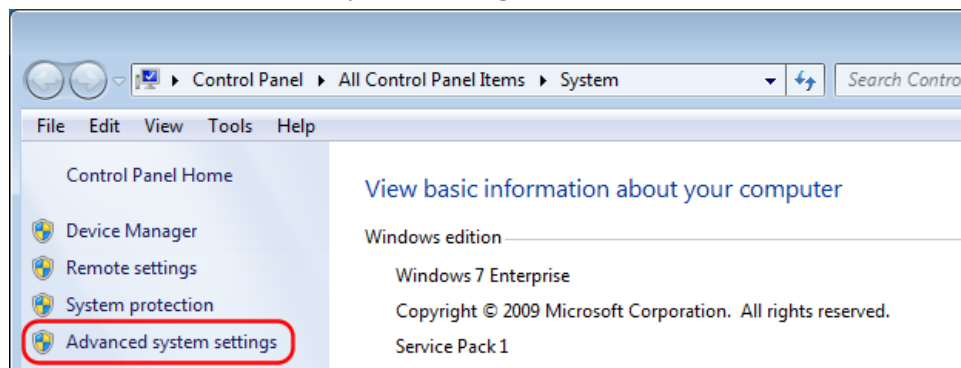 Control Panel ▸ All Control Panel Items ▸ System
Search Contro
File Edit View Tools Help
Control Panel Home
Device Manager
Remote settings
System protection
Advanced system settings
View basic information about your computer
Windows edition
Windows 7 Enterprise
Copyright © 2009 Microsoft Corporation. All rights reserved.
Service Pack 1